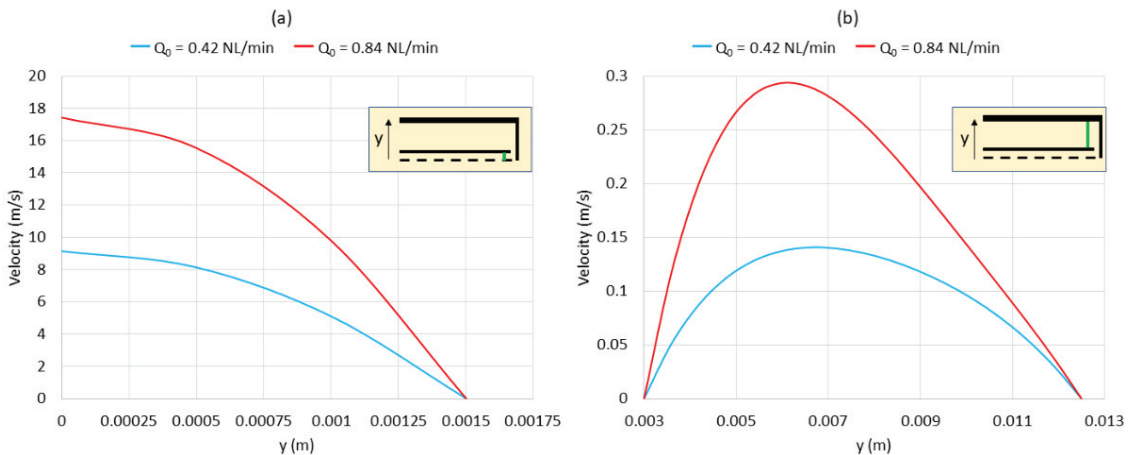 (a)
Q₀ = 0.42 NL/min Q₀ = 0.84 NL/min
20
18
16
14
12
10
8
6
4
2
0
Velocity (m/s)
y
0 0.00025 0.0005 0.00075 0.001 0.00125 0.0015 0.00175
y (m)
(b)
Q₀ = 0.42 NL/min Q₀ = 0.84 NL/min
0.3
0.25
0.2
0.15
0.1
0.05
0
Velocity (m/s)
y
0.003 0.005 0.007 0.009 0.011 0.013
y (m)